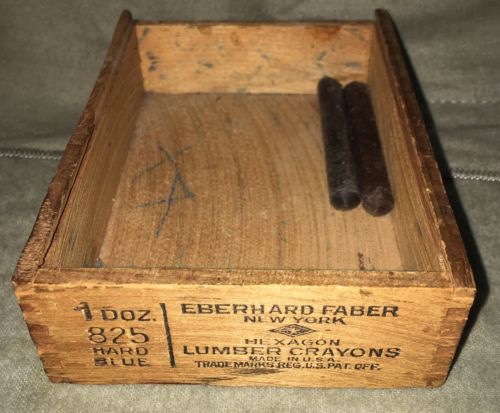 1 DOZ.
825
HARD
BLUE
EBERHARD FABER
NEW YORK
HEXAGON
LUMBER CRAYONS
MADE IN U.S.A.
TRADE MARKS REG. U.S. PAT. OFF.